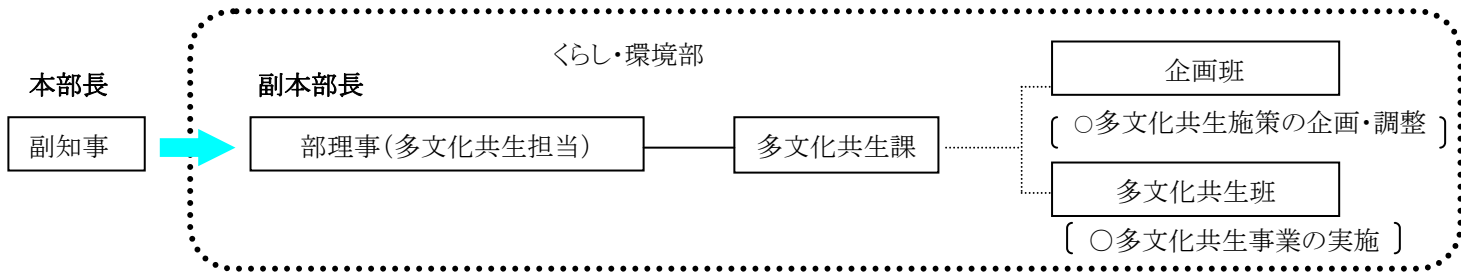 くらし・環境部
本部長
副本部長
副知事
部理事(多文化共生担当)
多文化共生課
企画班
○多文化共生施策の企画・調整
多文化共生班
○多文化共生事業の実施